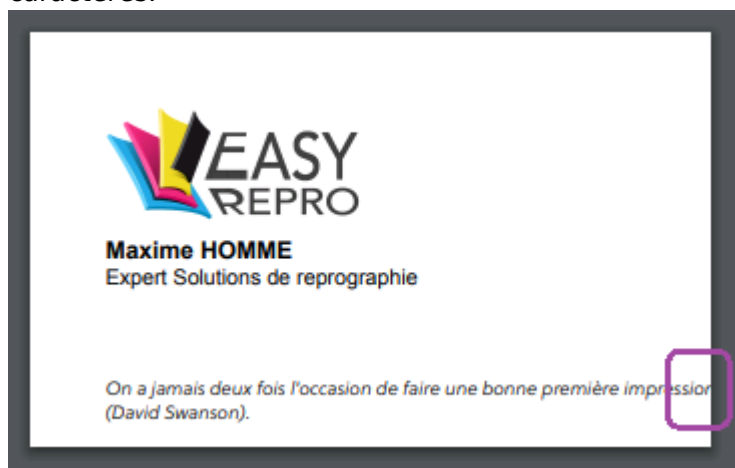 EASY
REPRO
Maxime HOMME
Expert Solutions de reprographie
On a jamais deux fois l'occasion de faire une bonne première impression
(David Swanson).